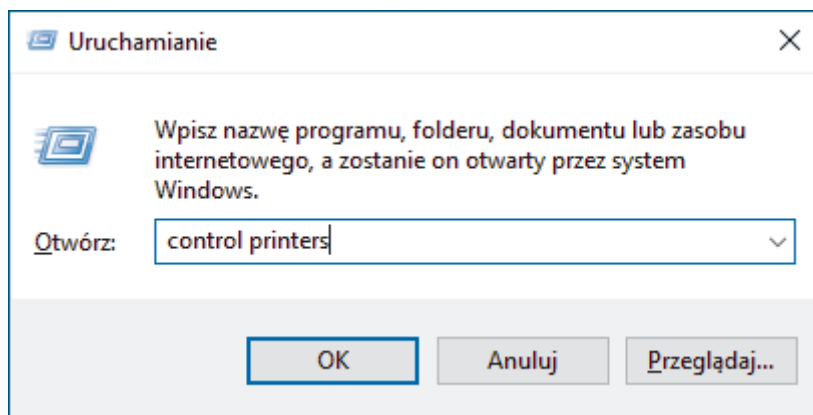 Uruchamianie
Wpisz nazwę programu, folderu, dokumentu lub zasobu
internetowego, a zostanie on otwarty przez system
Windows.
Otwórz: control printers
OK Anuluj Przeglądaj...